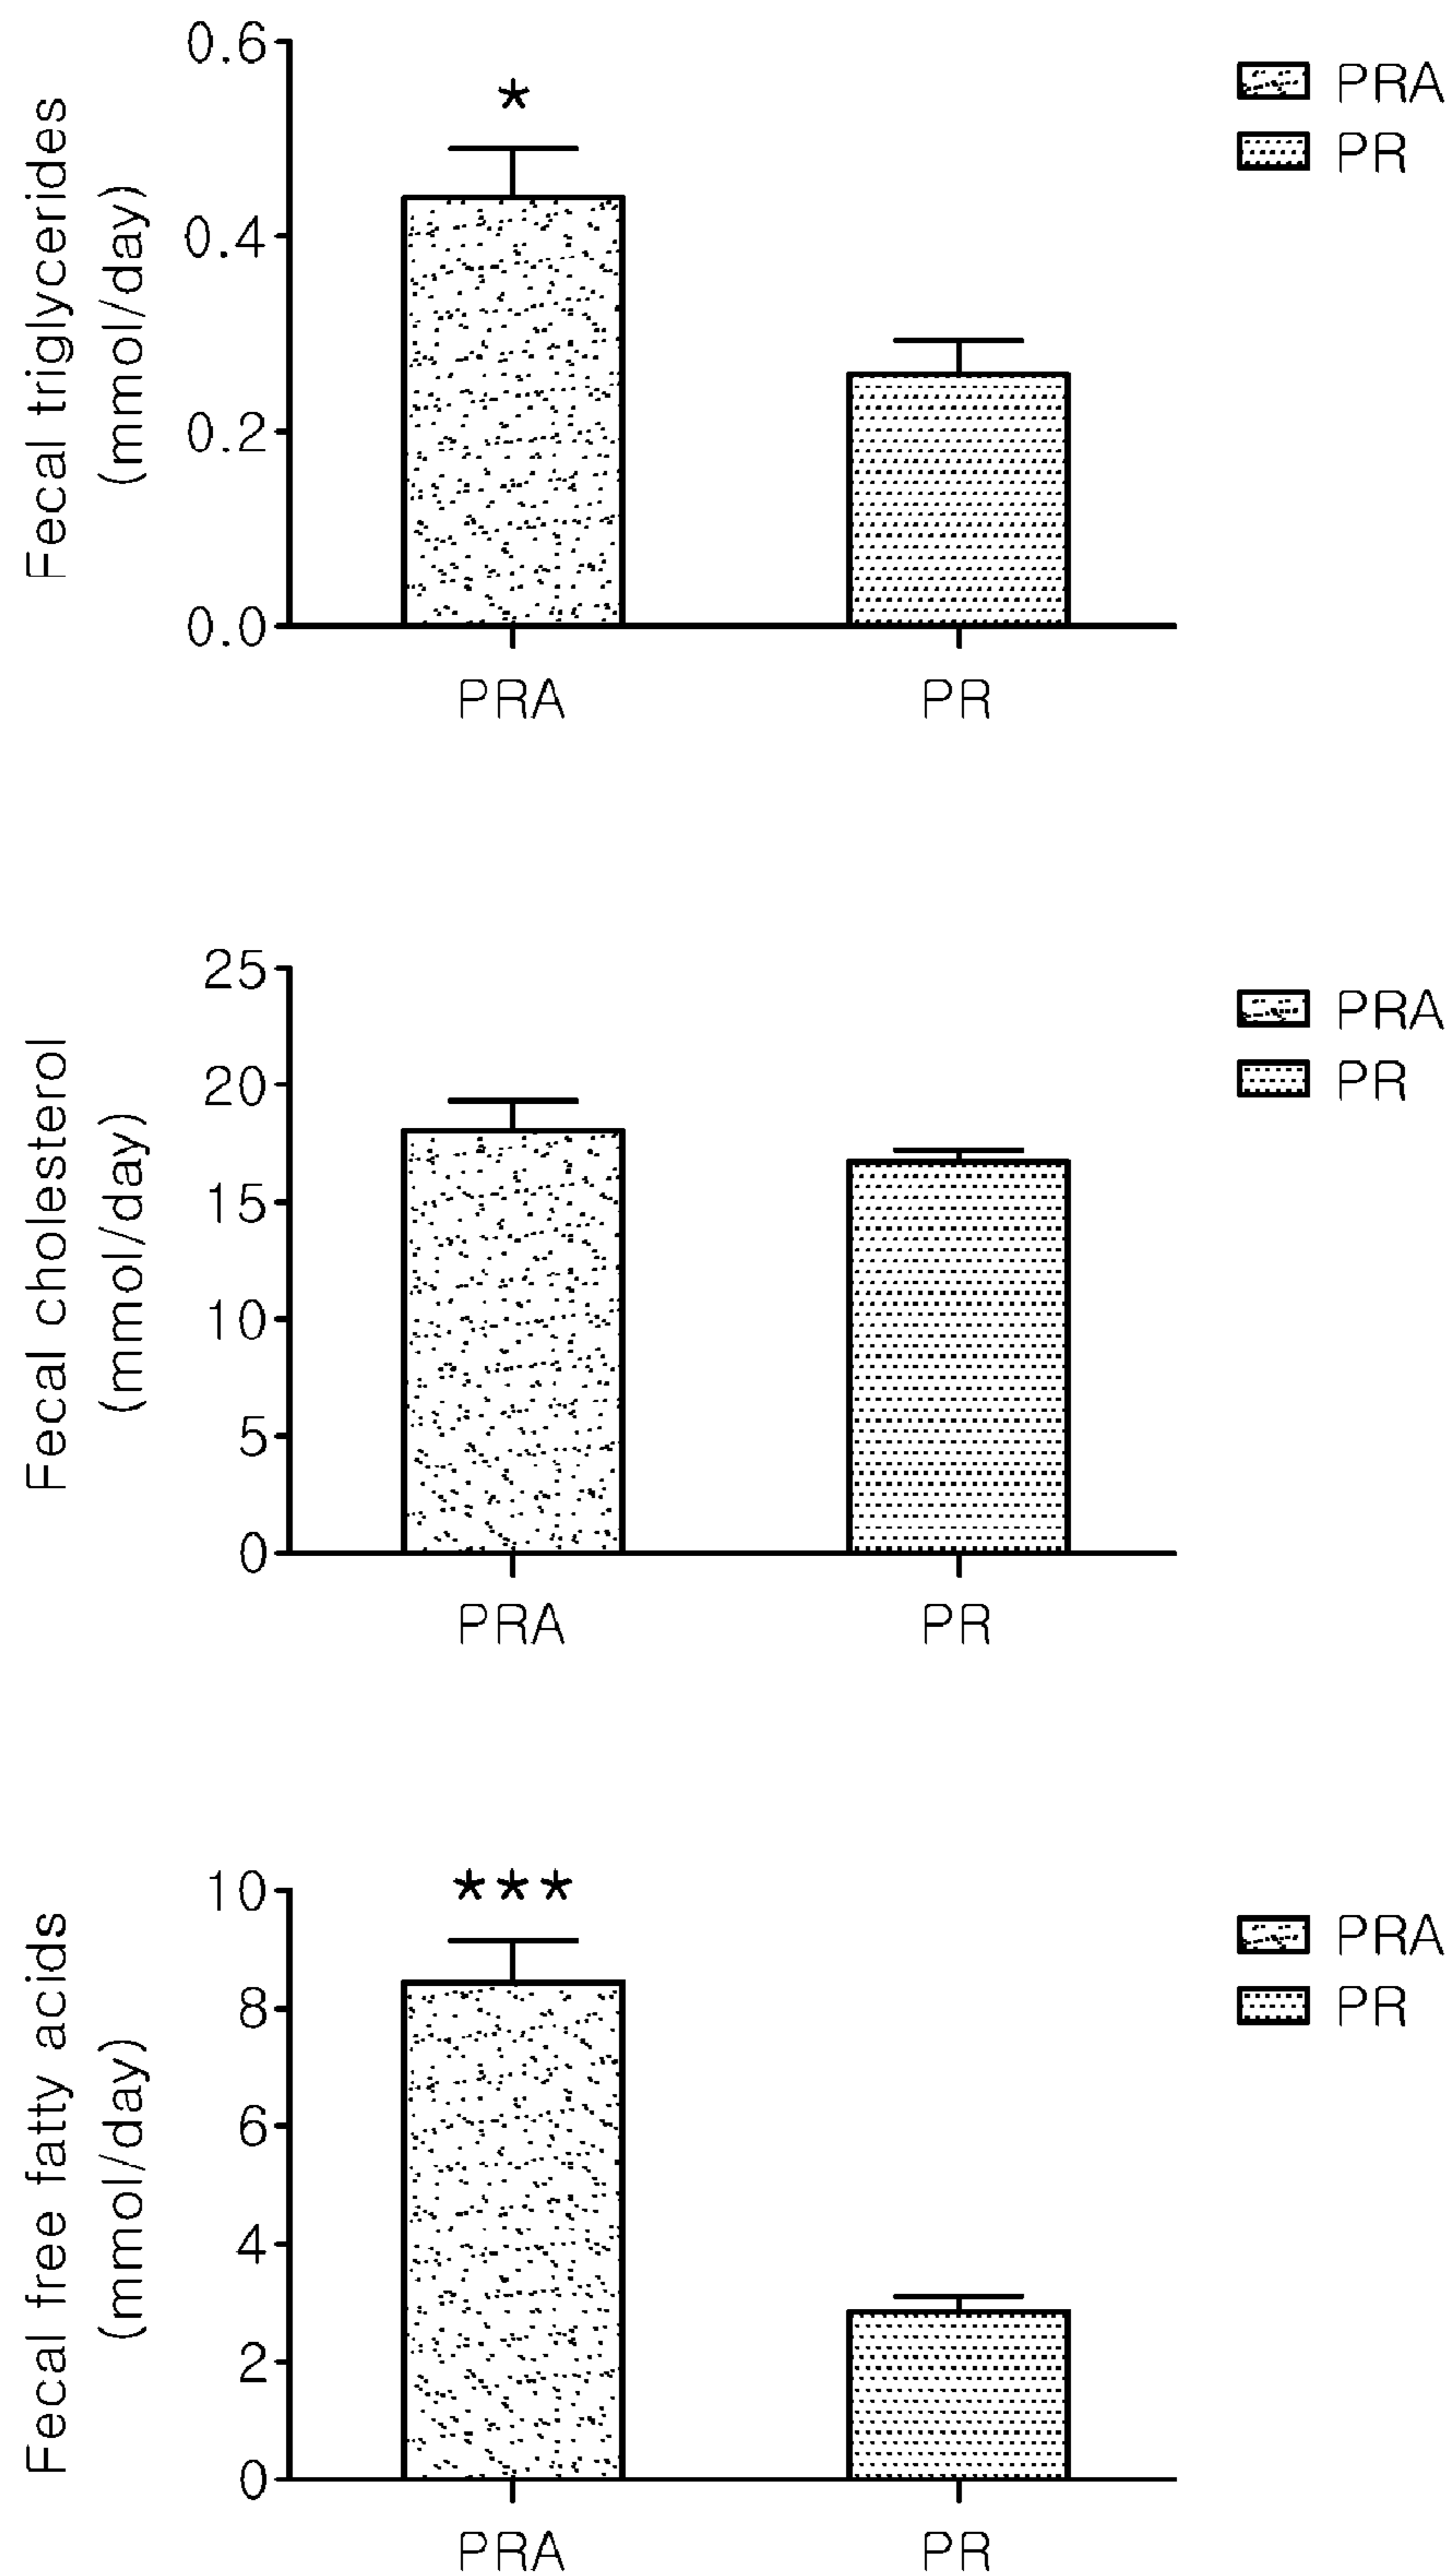 Fecal triglycerides
(mmol/day)
0.6
0.4
0.2
0.0
*
PRA
PR
PRA
PR
Fecal cholesterol
(mmol/day)
25
20
15
10
5
0
PRA
PR
PRA
PR
Fecal free fatty acids
(mmol/day)
10
8
6
4
2
0
***
PRA
PR
PRA
PR